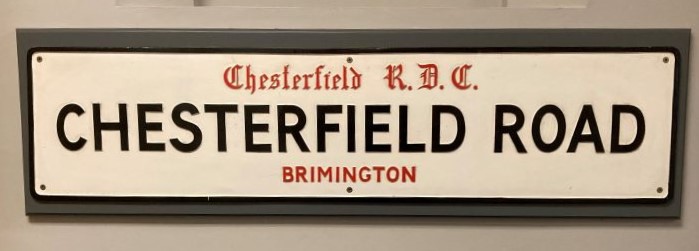 Chesterfield R.D.C.
CHESTERFIELD ROAD
BRIMINGTON